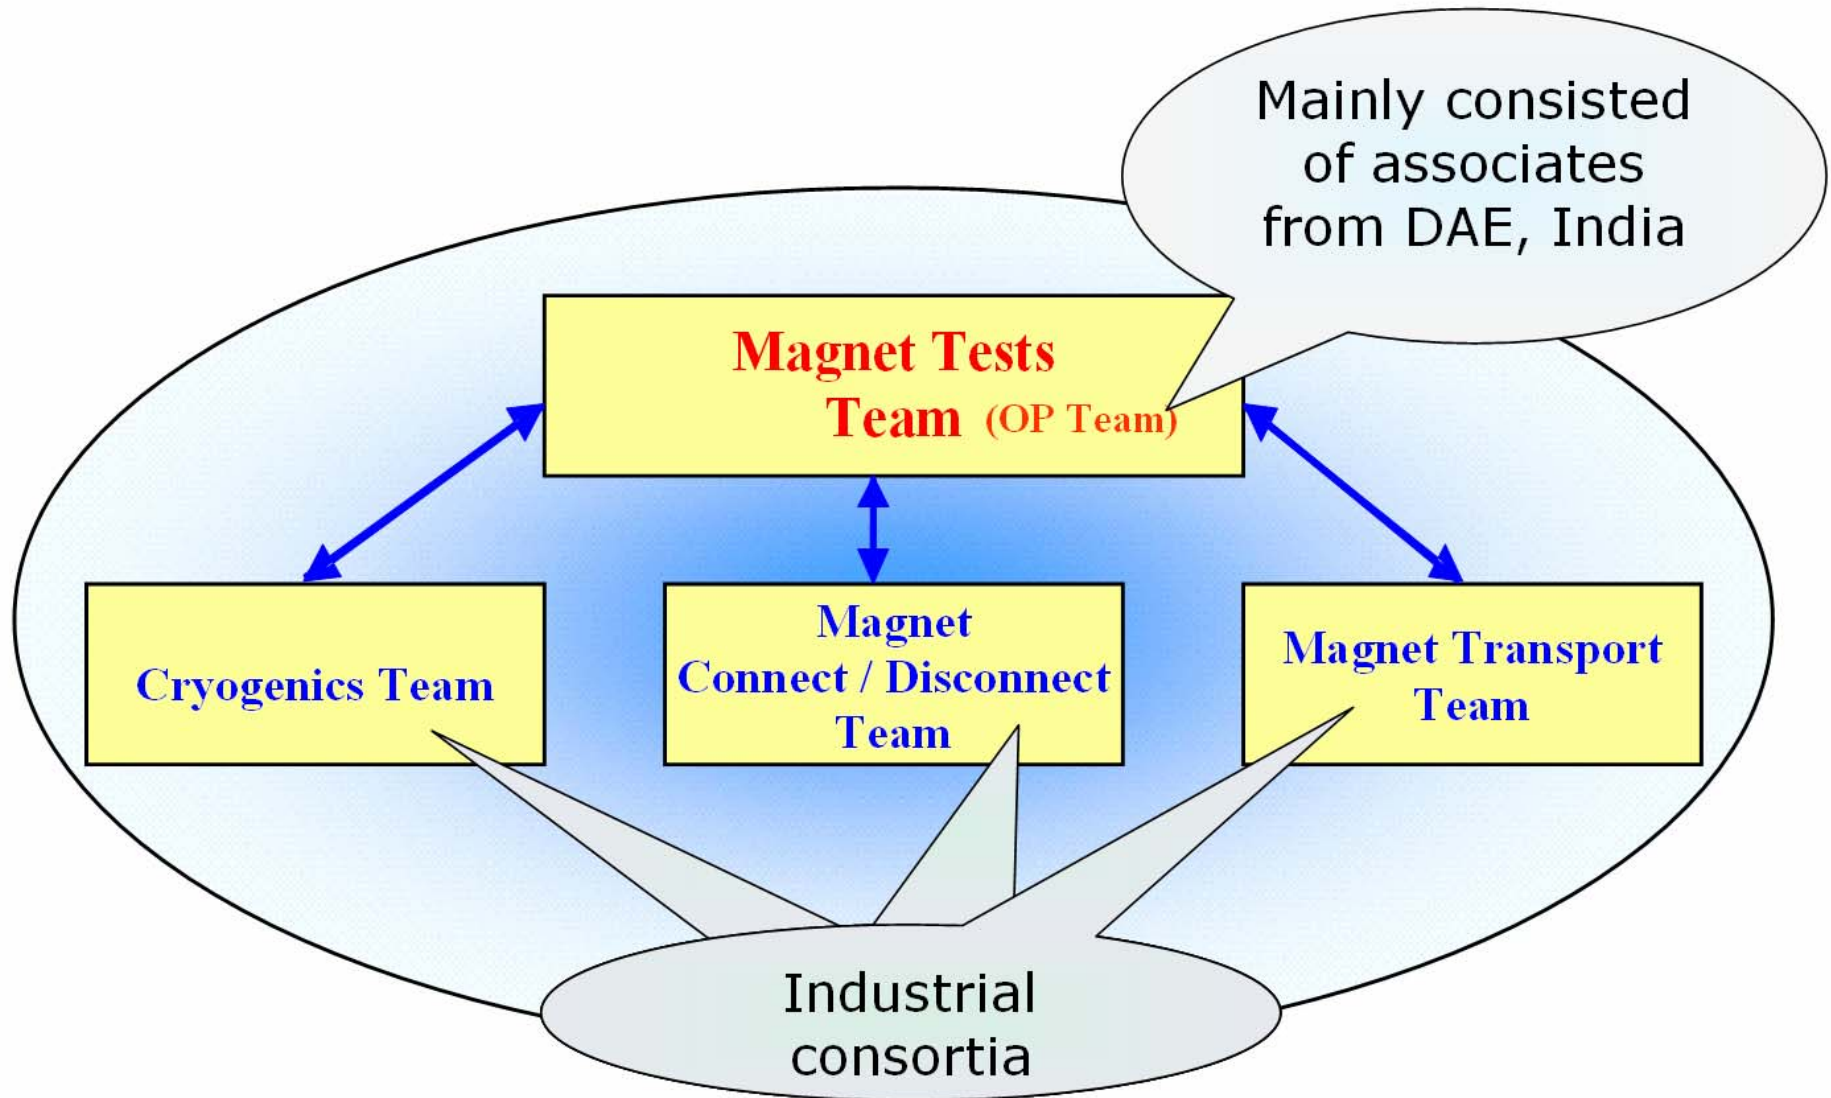 Mainly consisted
of associates
from DAE, India
Magnet Tests
Team (OP Team)
Cryogenics Team
Magnet
Connect / Disconnect
Team
Magnet Transport
Team
Industrial
consortia